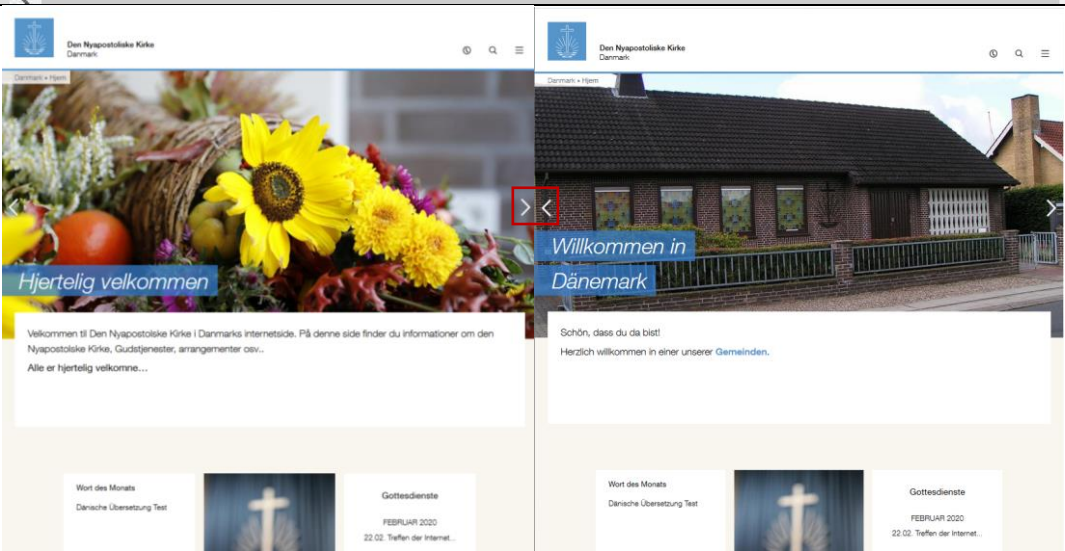 Den Nyapostoliske Kirke
Danmark
Danmark • Hjem
Hjertelig velkommen
Velkommen til Den Nyapostolske Kirke i Danmarks internetside. På denne side finder du informationer om den
Nyapostolske Kirke, Gudstjenester, arrangementer osv..
Alle er hjertelig velkomne...
Wort des Monats
Dänische Übersetzung Test
Gottesdienste
FEBRUAR 2020
22.02. Treffen der Internet...
Den Nyapostoliske Kirke
Danmark
Danmark • Hjem
Willkommen in
Dänemark
Schön, dass du da bist!
Herzlich willkommen in einer unserer Gemeinden.
Wort des Monats
Dänische Übersetzung Test
Gottesdienste
FEBRUAR 2020
22.02. Treffen der Internet...